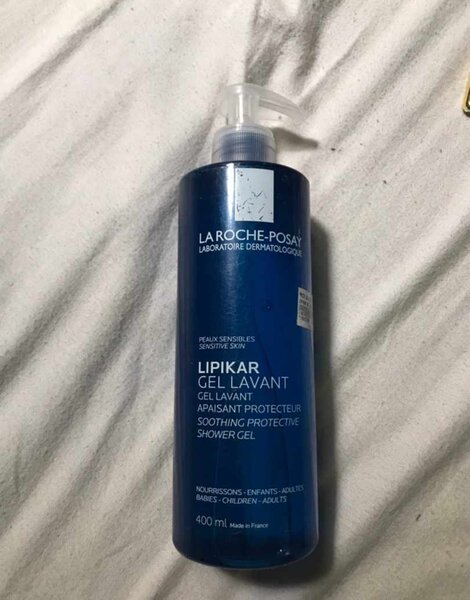 LA ROCHE-POSAY
LABORATOIRE DERMATOLOGIQUE
PEAUX SENSIBLES
SENSITIVE SKIN
LIPIKAR
GEL LAVANT
GEL LAVANT
APAISANT PROTECTEUR
SOOTHING PROTECTIVE
SHOWER GEL
NOURRISSONS - ENFANTS - ADULTES
BABIES - CHILDREN - ADULTS
400 ml Made in France